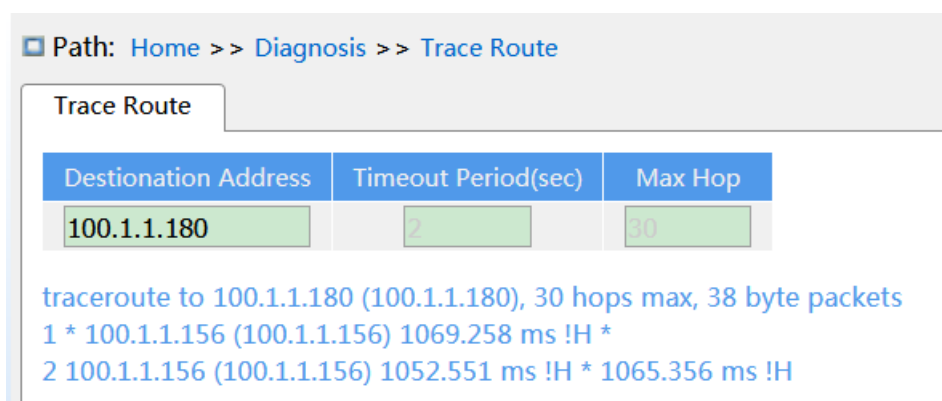 Path: Home >> Diagnosis >> Trace Route
Trace Route
Destionation Address Timeout Period(sec) Max Hop
100.1.1.180 2 30
traceroute to 100.1.1.180 (100.1.1.180), 30 hops max, 38 byte packets
1 * 100.1.1.156 (100.1.1.156) 1069.258 ms !H *
2 100.1.1.156 (100.1.1.156) 1052.551 ms !H * 1065.356 ms !H